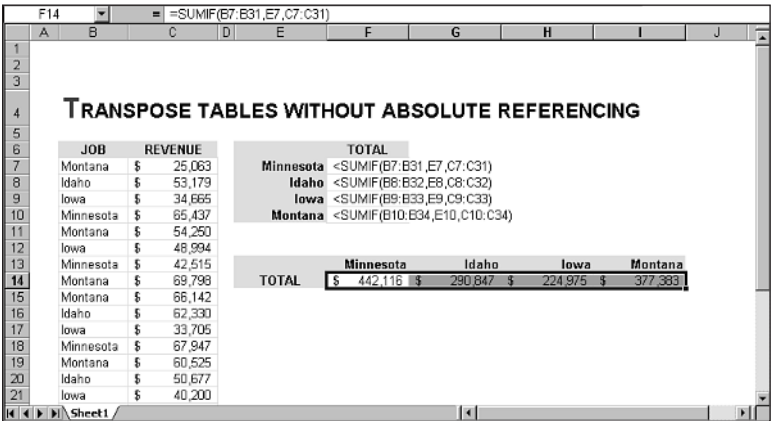 F14 = =SUMIF(B7:B31,E7,C7:C31)
A B C D E F G H I J
1
2
3
4 TRANSPOSE TABLES WITHOUT ABSOLUTE REFERENCING
5
6 JOB REVENUE TOTAL
7 Montana $ 25,063 Minnesota <SUMIF(B7:B31,E7,C7:C31)
8 Idaho $ 53,179 Idaho <SUMIF(B8:B32,E8,C8:C32)
9 Iowa $ 34,665 Iowa <SUMIF(B9:B33,E9,C9:C33)
10 Minnesota $ 65,437 Montana <SUMIF(B10:B34,E10,C10:C34)
11 Montana $ 54,250
12 Iowa $ 48,994
13 Minnesota $ 42,515 Minnesota Idaho Iowa Montana
14 Montana $ 69,798 TOTAL $ 442,116 $ 290,847 $ 224,975 $ 377,383
15 Montana $ 66,142
16 Idaho $ 62,330
17 Iowa $ 33,705
18 Minnesota $ 67,947
19 Montana $ 60,525
20 Idaho $ 50,677
21 Iowa $ 40,200
Sheet1